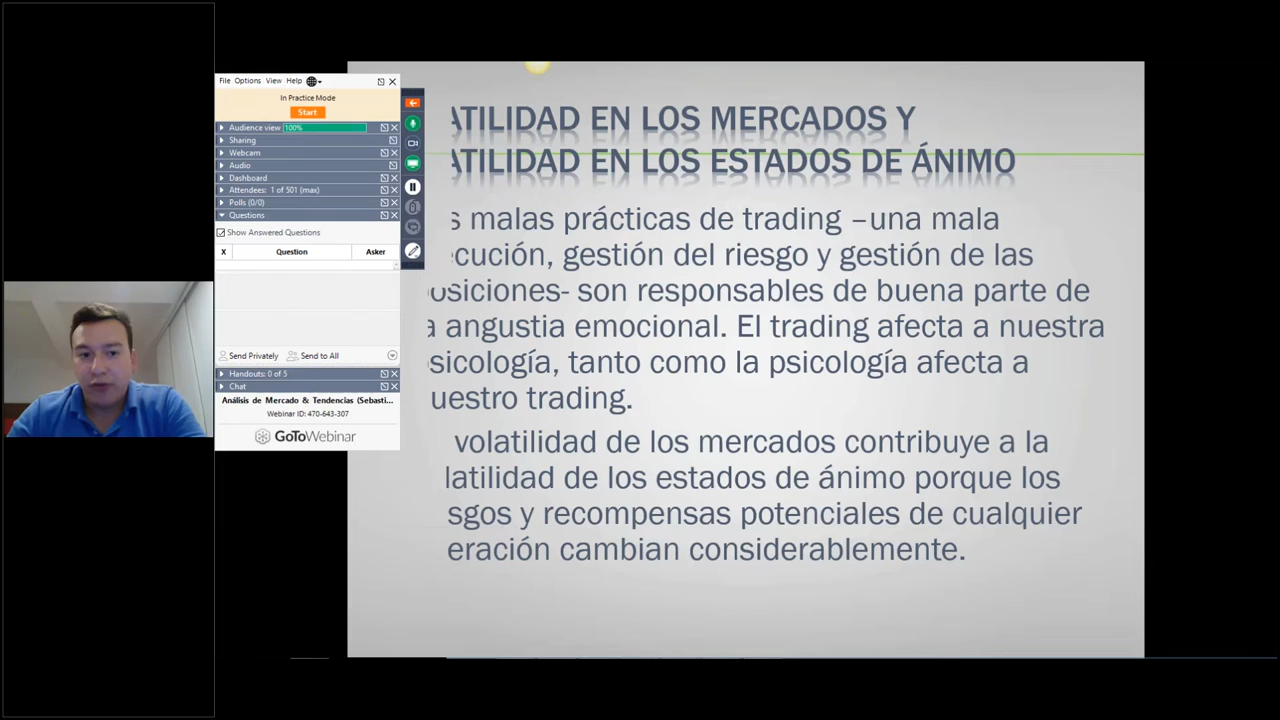 File Options View Help
In Practice Mode
Start
Audience view 100%
Sharing
Webcam
Audio
Dashboard
Attendees: 1 of 501 (max)
Polls (0/0)
Questions
Show Answered Questions
X Question Asker
Send Privately Send to All
Handouts: 0 of 5
Chat
Análisis de Mercado & Tendencias (Sebasti...
Webinar ID: 470-643-307
GoToWebinar
ATILIDAD EN LOS MERCADOS Y
ATILIDAD EN LOS ESTADOS DE ÁNIMO
s malas prácticas de trading –una mala
ecución, gestión del riesgo y gestión de las
osiciones- son responsables de buena parte de
a angustia emocional. El trading afecta a nuestra
sicología, tanto como la psicología afecta a
uestro trading.
volatilidad de los mercados contribuye a la
latilidad de los estados de ánimo porque los
sgos y recompensas potenciales de cualquier
eración cambian considerablemente.